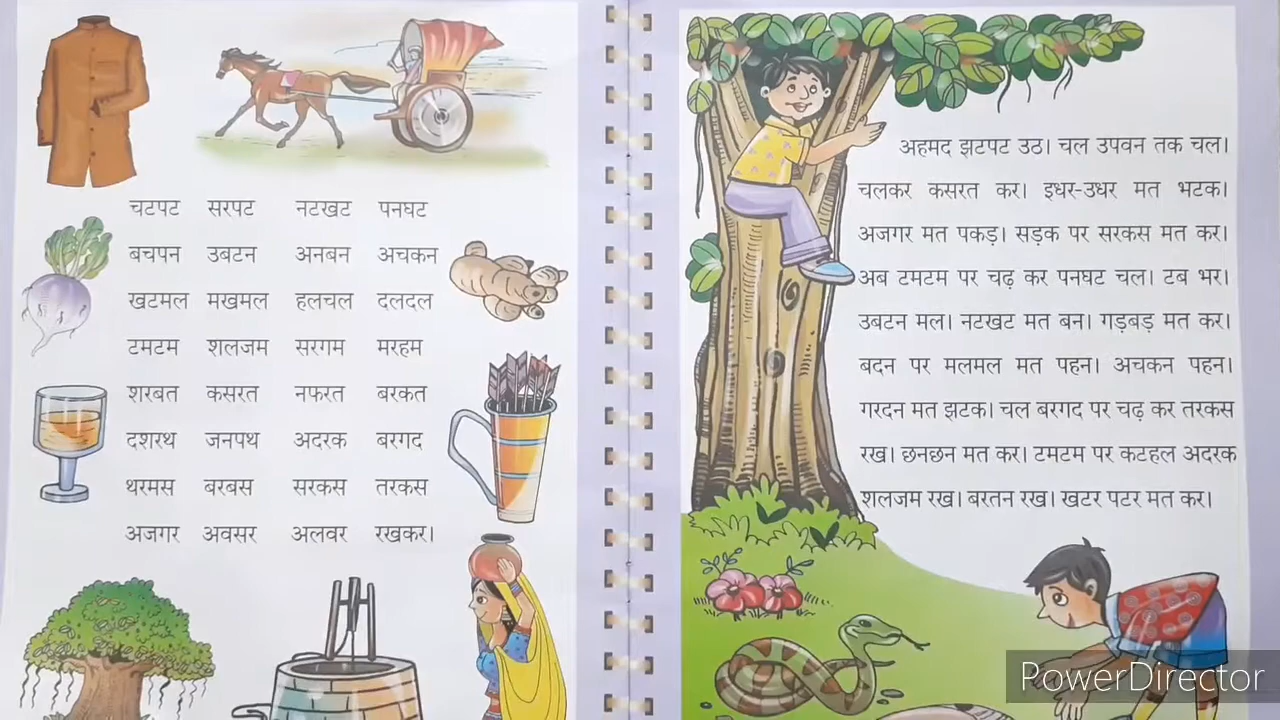 चटपट सरपट नटखट पनघट
बचपन उबटन अनबन अचकन
खटमल मखमल हलचल दलदल
टमटम शलजम सरगम मरहम
शरबत कसरत नफरत बरकत
दशरथ जनपथ अदरक बरगद
थरमस बरबस सरकस तरकस
अजगर अवसर अलवर रखकर।
अहमद झटपट उठ। चल उपवन तक चल।
चलकर कसरत कर। इधर-उधर मत भटक।
अजगर मत पकड़। सड़क पर सरकस मत कर।
अब टमटम पर चढ़ कर पनघट चल। टब भर।
उबटन मल। नटखट मत बन। गड़बड़ मत कर।
बदन पर मलमल मत पहन। अचकन पहन।
गरदन मत झटक। चल बरगद पर चढ़ कर तरकस
रख। छनछन मत कर। टमटम पर कटहल अदरक
शलजम रख। बरतन रख। खटर पटर मत कर।
PowerDirector